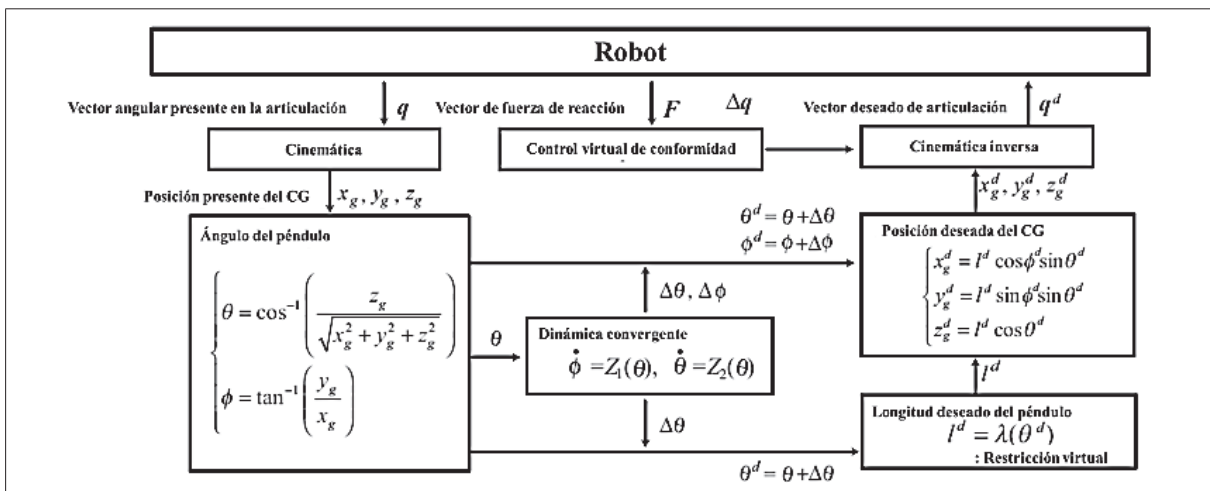 Robot
Vector angular presente en la articulación
q
Vector de fuerza de reacción
F
Δq
Vector deseado de articulación
q^d
Cinemática
Control virtual de conformidad
Cinemática inversa
Posición presente del CG
x_g, y_g, z_g
x_g^d, y_g^d, z_g^d
Ángulo del péndulo
θ = cos⁻¹ ( z_g / √(x_g^2 + y_g^2 + z_g^2) )
ϕ = tan⁻¹ ( y_g / x_g )
θ^d = θ + Δθ
ϕ^d = ϕ + Δϕ
Δθ, Δϕ
θ
Dinámica convergente
ϕ̇ = Z_1(θ), θ̇ = Z_2(θ)
Δθ
θ^d = θ + Δθ
Posición deseada del CG
x_g^d = l^d cosϕ^d sinθ^d
y_g^d = l^d sinϕ^d sinθ^d
z_g^d = l^d cosθ^d
l^d
Longitud deseado del péndulo
l^d = λ(θ^d)
: Restricción virtual